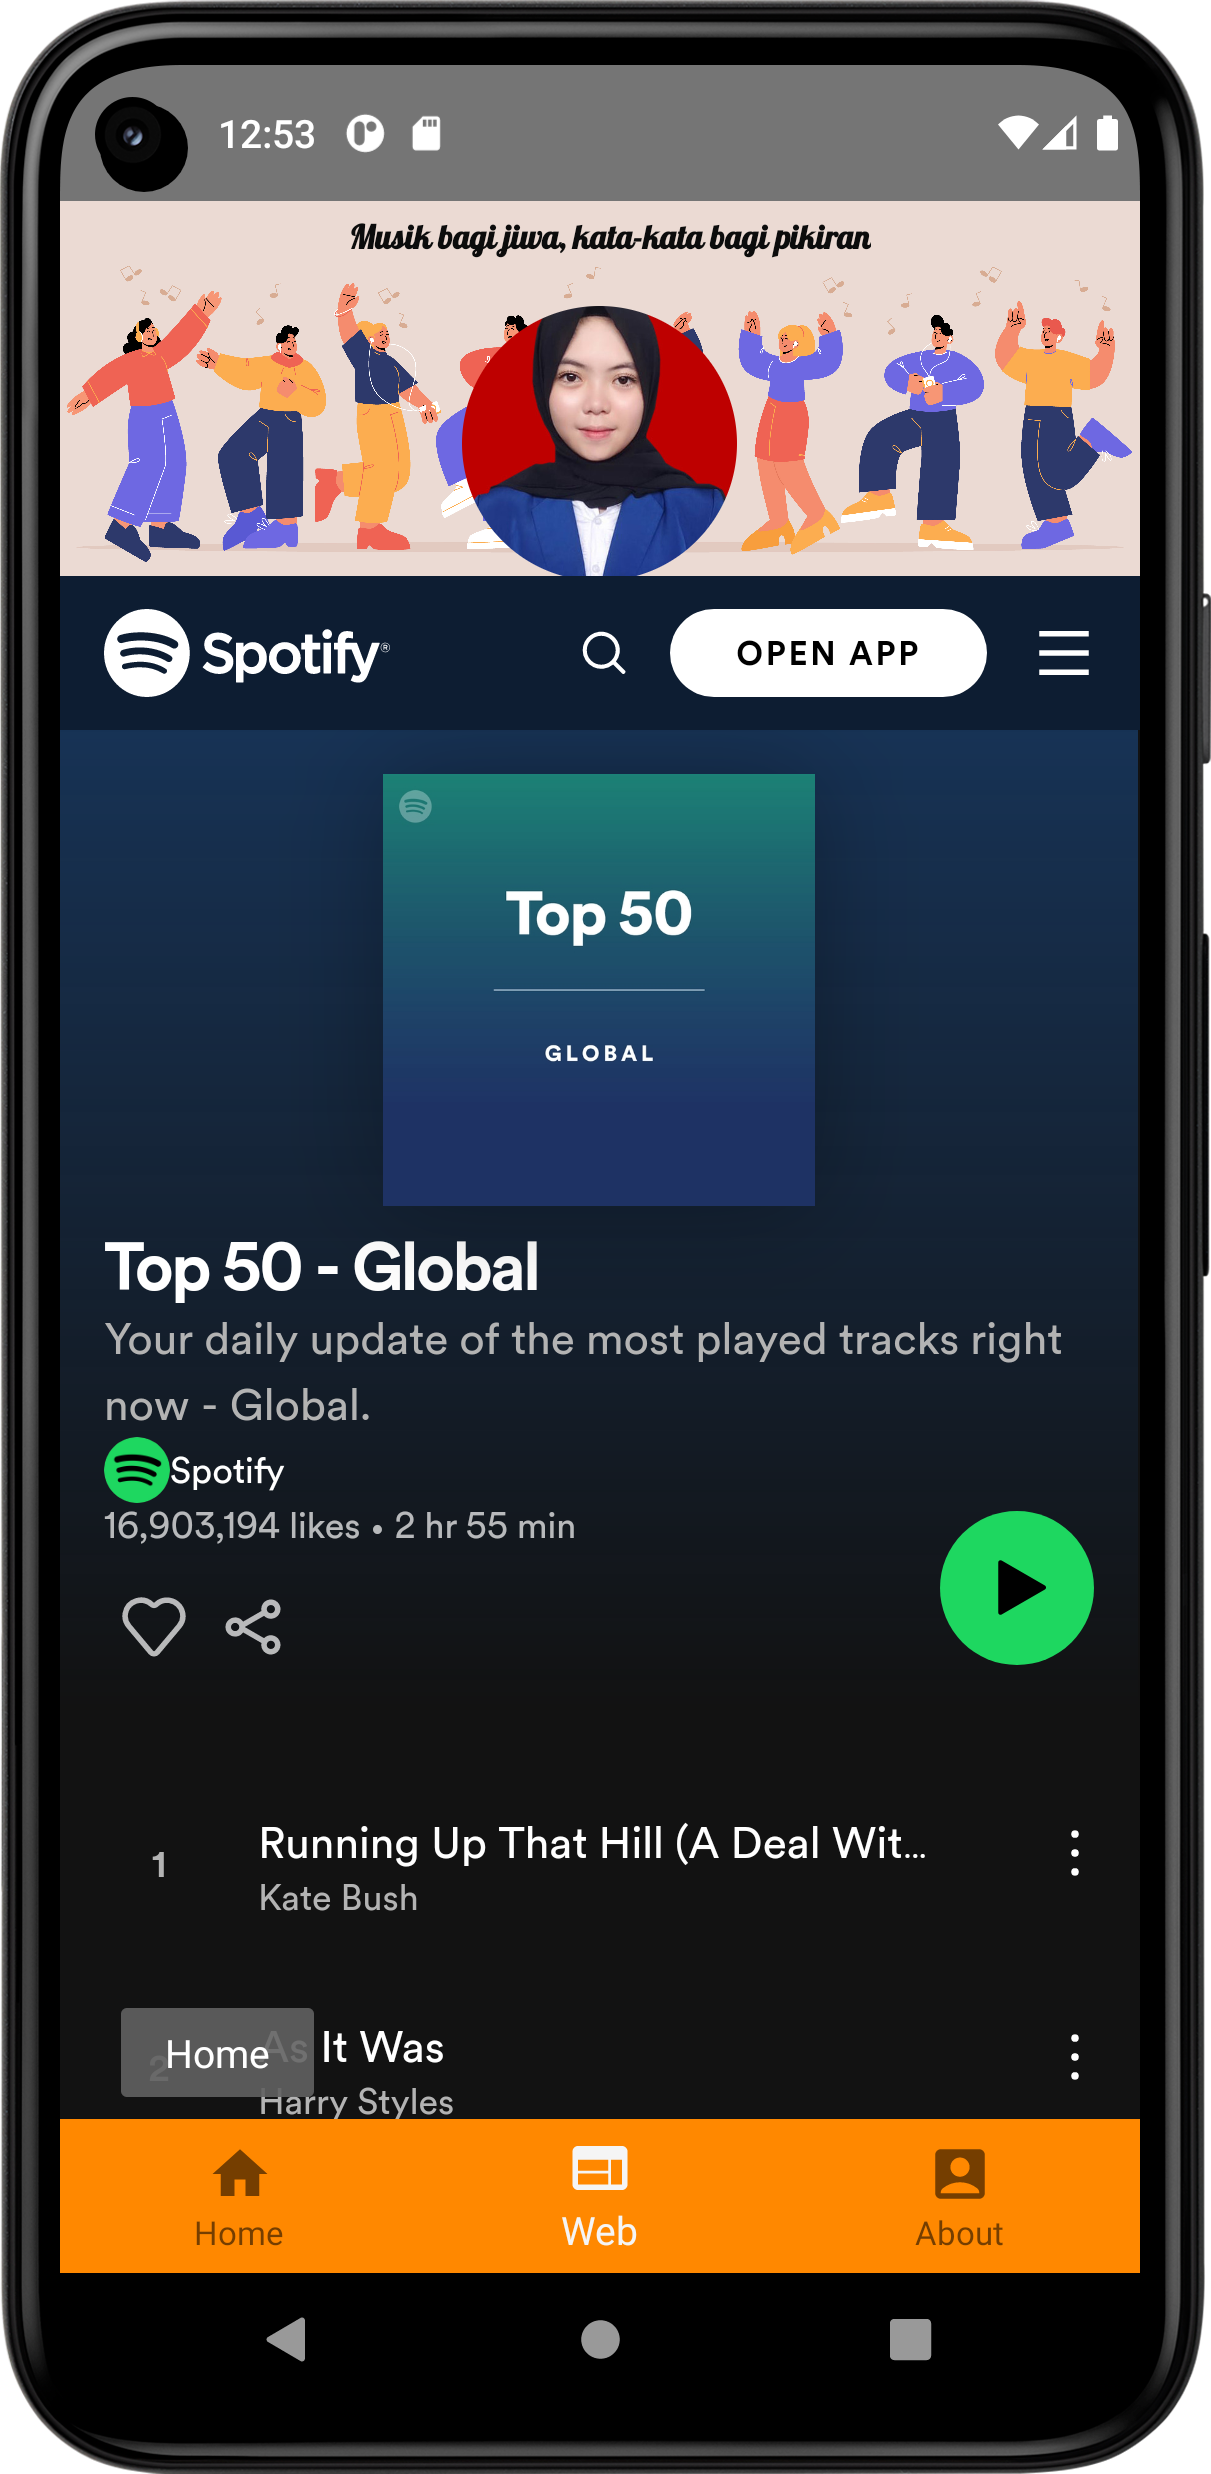 12:53
Musik bagi jiwa, kata-kata bagi pikiran
Spotify®
OPEN APP
Top 50
GLOBAL
Top 50 - Global
Your daily update of the most played tracks right
now - Global.
Spotify
16,903,194 likes • 2 hr 55 min
1
Running Up That Hill (A Deal Wit...
Kate Bush
2
As It Was
Home
Harry Styles
Home
Web
About